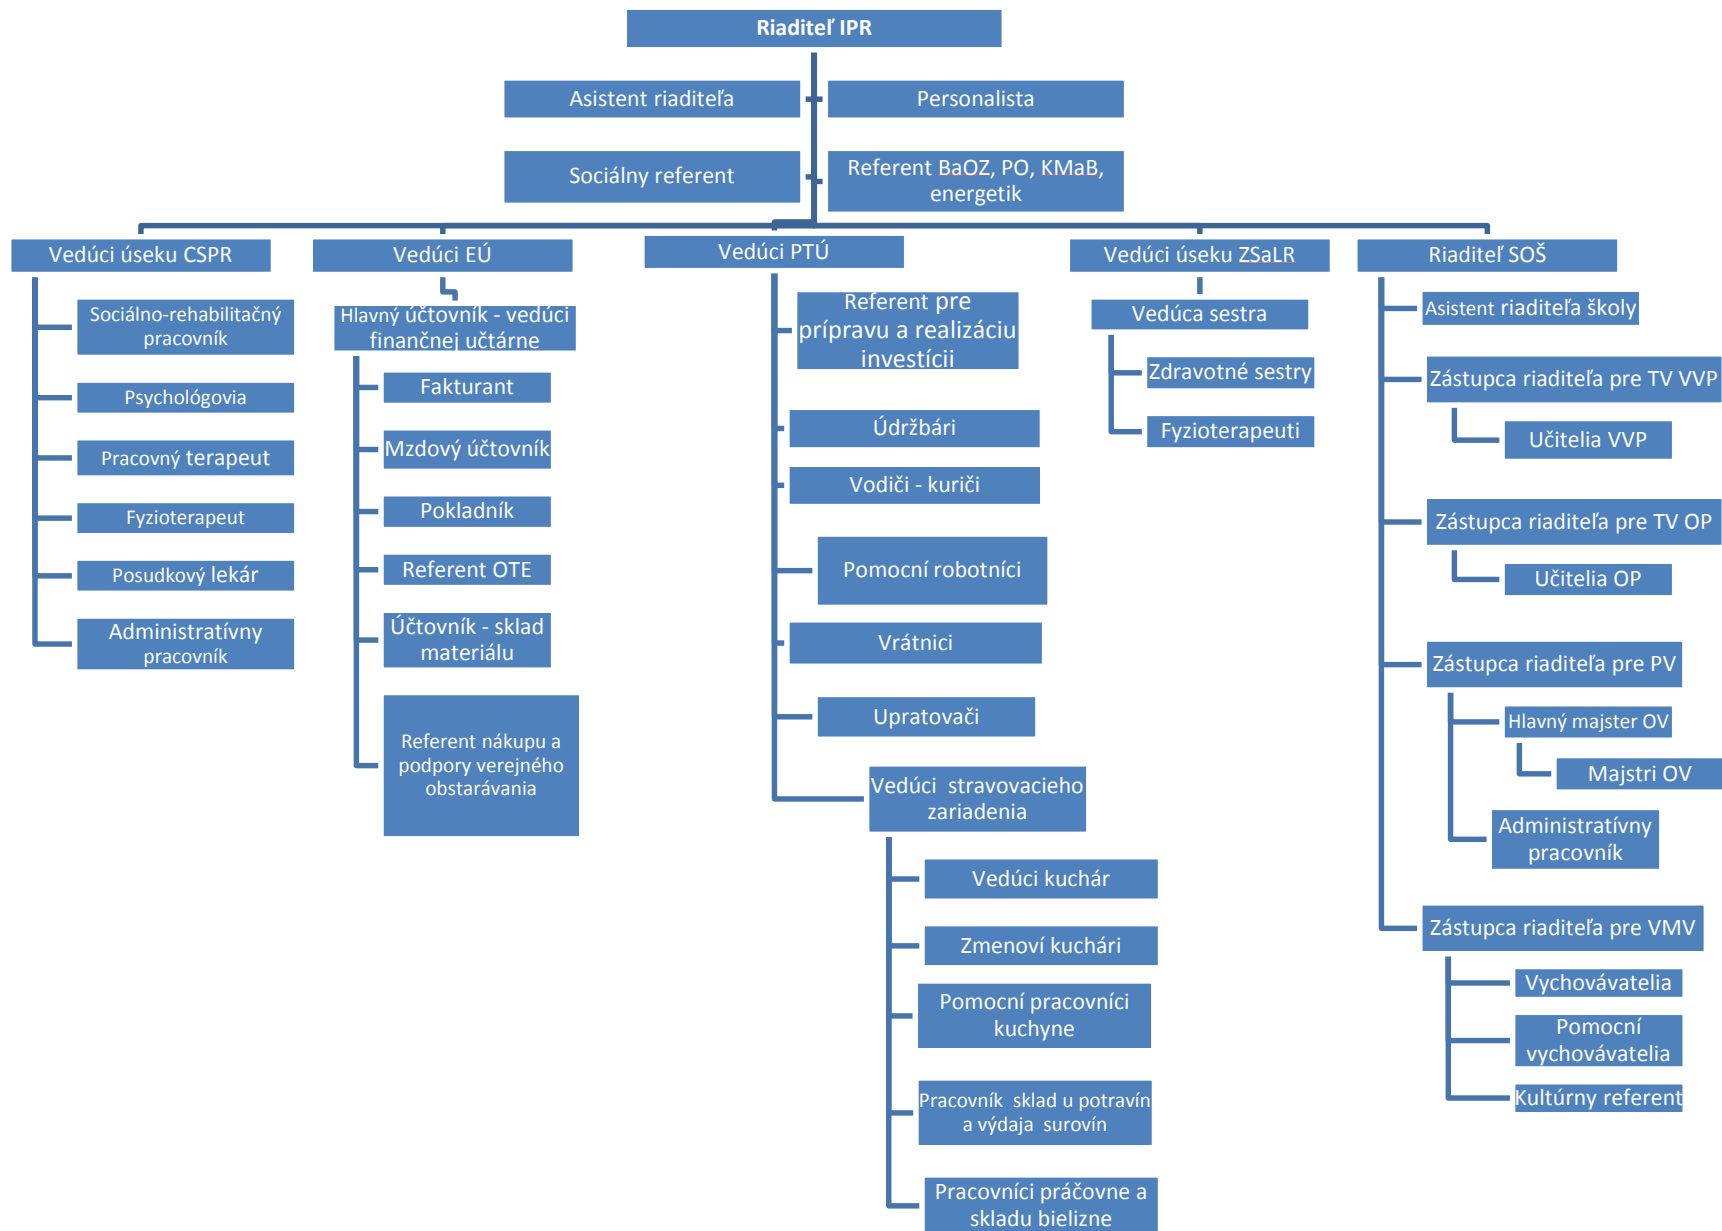 Riaditeľ IPR
Asistent riaditeľa
Personalista
Sociálny referent
Referent BaOZ, PO, KMaB,
energetik
Vedúci úseku CSPR
Sociálno-rehabilitačný
pracovník
Psychológovia
Pracovný terapeut
Fyzioterapeut
Posudkový lekár
Administratívny
pracovník
Vedúci EÚ
Hlavný účtovník - vedúci
finančnej učtárne
Fakturant
Mzdový účtovník
Pokladník
Referent OTE
Účtovník - sklad
materiálu
Referent nákupu a
podpory verejného
obstarávania
Vedúci PTÚ
Referent pre
prípravu a realizáciu
investícii
Údržbári
Vodiči - kuriči
Pomocní robotníci
Vrátnici
Upratovači
Vedúci stravovacieho
zariadenia
Vedúci kuchár
Zmenoví kuchári
Pomocní pracovníci
kuchyne
Pracovník sklad u potravín
a výdaja surovín
Pracovníci práčovne a
skladu bielizne
Vedúci úseku ZSaLR
Vedúca sestra
Zdravotné sestry
Fyzioterapeuti
Riaditeľ SOŠ
Asistent riaditeľa školy
Zástupca riaditeľa pre TV VVP
Učitelia VVP
Zástupca riaditeľa pre TV OP
Učitelia OP
Zástupca riaditeľa pre PV
Hlavný majster OV
Majstri OV
Administratívny
pracovník
Zástupca riaditeľa pre VMV
Vychovávatelia
Pomocní
vychovávatelia
Kultúrny referent